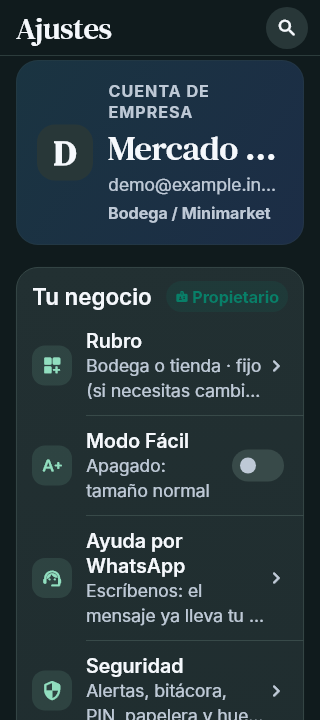 Ajustes
CUENTA DE
EMPRESA
D
Mercado ...
demo@example.in...
Bodega / Minimarket
Tu negocio
Propietario
Rubro
Bodega o tienda · fijo
(si necesitas cambi...
A+
Modo Fácil
Apagado:
tamaño normal
Ayuda por
WhatsApp
Escríbenos: el
mensaje ya lleva tu ...
Seguridad
Alertas, bitácora,
PIN, papelera y hue...